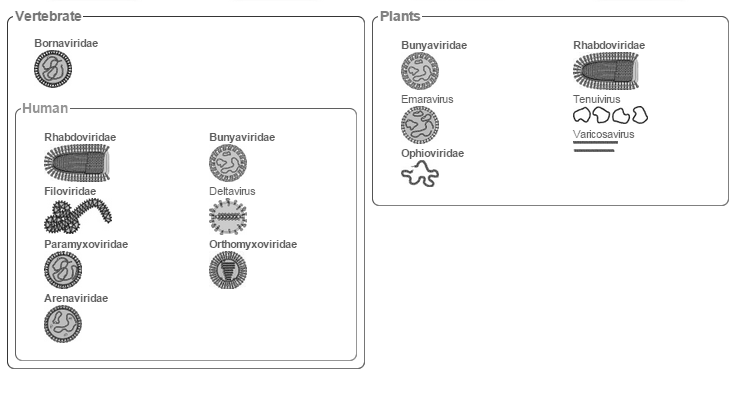 Vertebrate
Bornaviridae
Human
Rhabdoviridae
Bunyaviridae
Filoviridae
Deltavirus
Paramyxoviridae
Orthomyxoviridae
Arenaviridae
Plants
Bunyaviridae
Rhabdoviridae
Emaravirus
Tenuivirus
Varicosavirus
Ophioviridae